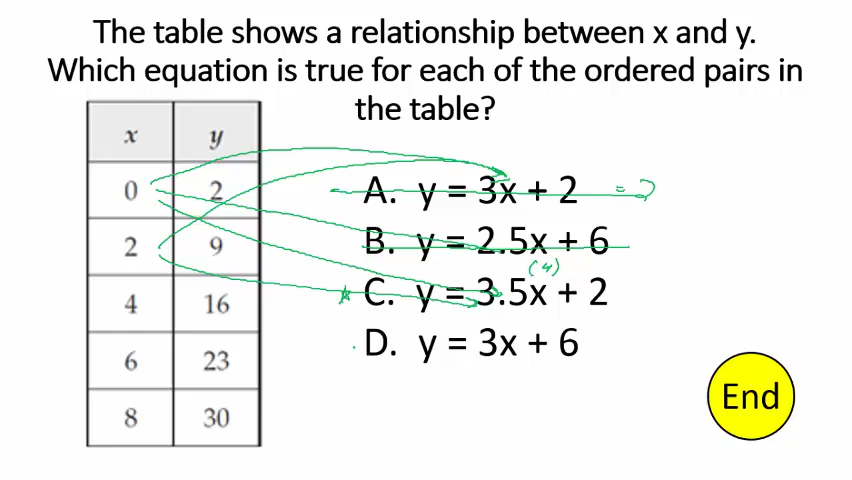 The table shows a relationship between x and y.
Which equation is true for each of the ordered pairs in
the table?
x y
0 2
2 9
4 16
6 23
8 30
A. y = 3x + 2 = 2
B. y = 2.5x + 6
(4)
C. y = 3.5x + 2
D. y = 3x + 6
End